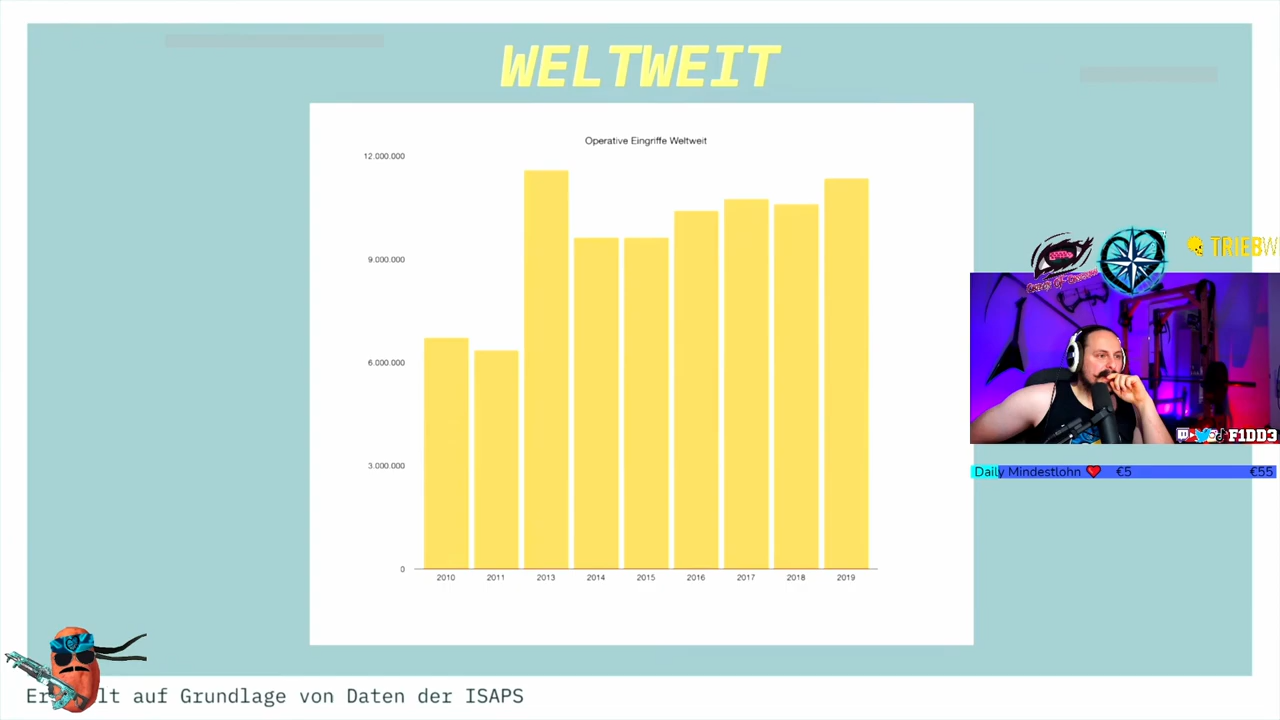 WELTWEIT
Operative Eingriffe Weltweit
12.000.000
9.000.000
6.000.000
3.000.000
0
2010 2011 2013 2014 2015 2016 2017 2018 2019
TRIEBW
F1DD3
Daily Mindestlohn €5 €55
lt auf Grundlage von Daten der ISAPS